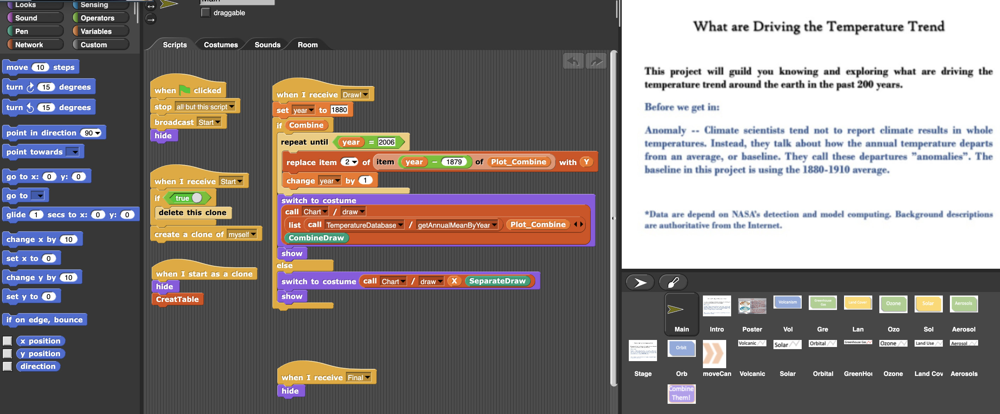 Looks
Sensing
Sound
Operators
Pen
Variables
Network
Custom
move 10 steps
turn 15 degrees
turn 15 degrees
point in direction 90
point towards
go to x: 0 y: 0
go to
glide 1 secs to x: 0 y: 0
change x by 10
set x to 0
change y by 10
set y to 0
if on edge, bounce
x position
y position
direction
Main
draggable
Scripts
Costumes
Sounds
Room
when clicked
stop all but this script
broadcast Start
hide
when I receive Start
if true
delete this clone
create a clone of myself
when I start as a clone
hide
CreatTable
when I receive Draw!
set year to 1880
if Combine
repeat until year = 2006
replace item 2 of item year - 1879 of Plot_Combine with Y
change year by 1
switch to costume
call Chart / draw
list call TemperatureDatabase / getAnnualMeanByYear Plot_Combine
CombineDraw
show
else
switch to costume call Chart / draw X SeparateDraw
show
when I receive Final
hide
What are Driving the Temperature Trend
This project will guild you knowing and exploring what are driving the
temperature trend around the earth in the past 200 years.
Before we get in:
Anomaly -- Climate scientists tend not to report climate results in whole
temperatures. Instead, they talk about how the annual temperature departs
from an average, or baseline. They call these departures "anomalies". The
baseline in this project is using the 1880-1910 average.
*Data are depend on NASA's detection and model computing. Background descriptions
are authoritative from the Internet.
Volcanism
Greenhouse
Gas
Land Cover
Ozone
Solar
Aerosols
Main
Intro
Poster
Vol
Gre
Lan
Ozo
Sol
Aerosol
Orbit
Volcanic
Solar
Orbital
Greenhouse Gas
Ozone
Land Use
Aerosol
Stage
Orb
moveCan
Volcanic
Solar
Orbital
GreenHou
Ozone
Land Cov
Aerosols
Combine
Them!